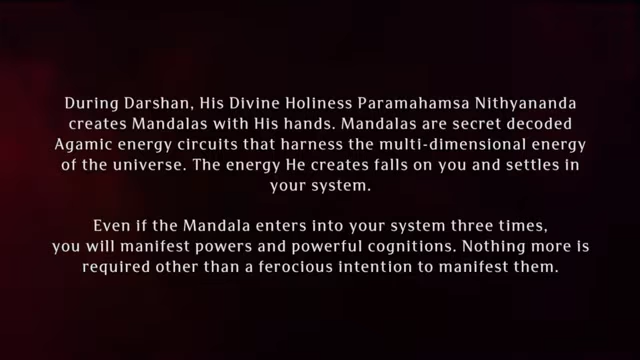 During Darshan, His Divine Holiness Paramahamsa Nithyananda
creates Mandalas with His hands. Mandalas are secret decoded
Agamic energy circuits that harness the multi-dimensional energy
of the universe. The energy He creates falls on you and settles in
your system.
Even if the Mandala enters into your system three times,
you will manifest powers and powerful cognitions. Nothing more is
required other than a ferocious intention to manifest them.